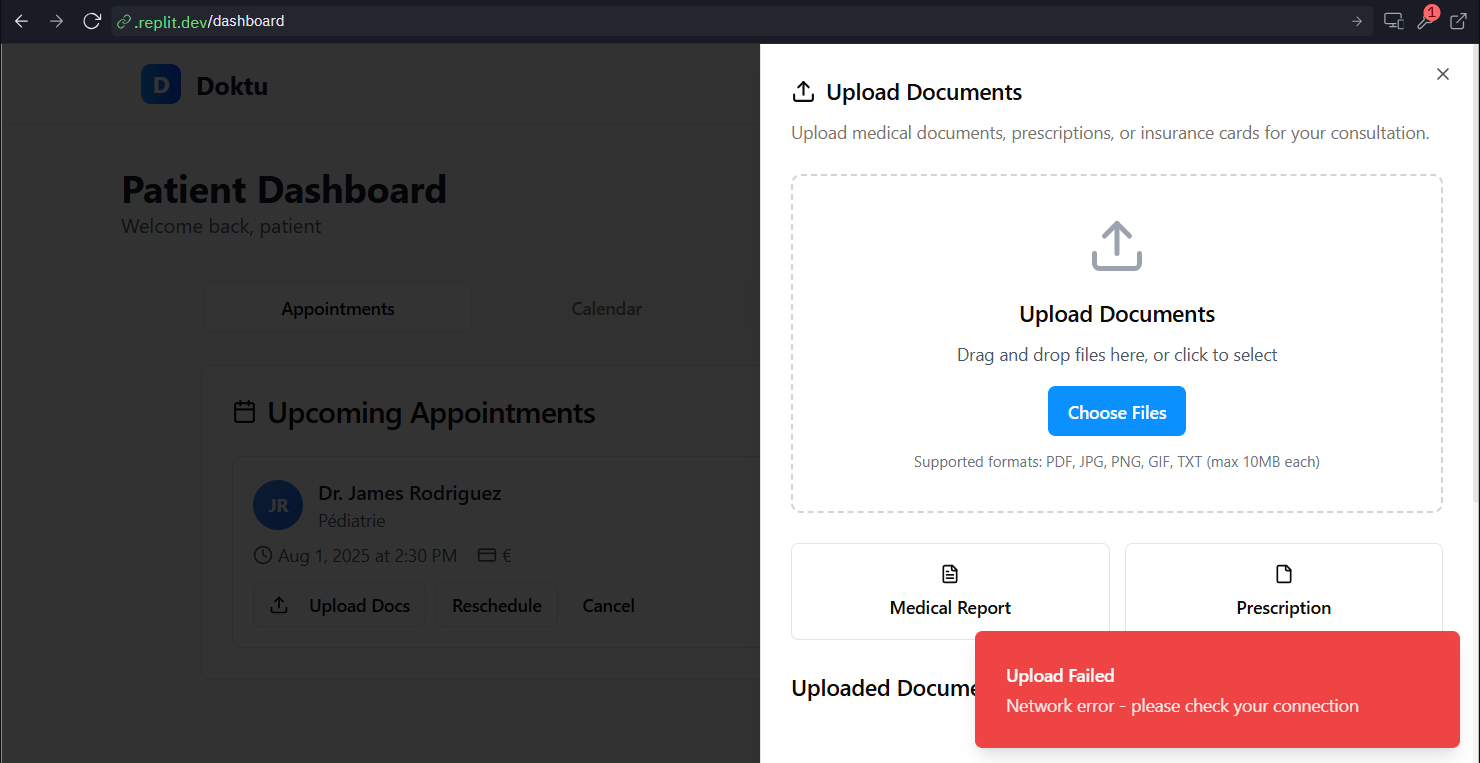 .replit.dev/dashboard
1
D
Doktu
Patient Dashboard
Welcome back, patient
Appointments
Calendar
Upcoming Appointments
JR
Dr. James Rodriguez
Pédiatrie
Aug 1, 2025 at 2:30 PM
€
Upload Docs
Reschedule
Cancel
Upload Documents
Upload medical documents, prescriptions, or insurance cards for your consultation.
Upload Documents
Drag and drop files here, or click to select
Choose Files
Supported formats: PDF, JPG, PNG, GIF, TXT (max 10MB each)
Medical Report
Prescription
Uploaded
Upload Failed
Network error - please check your connection